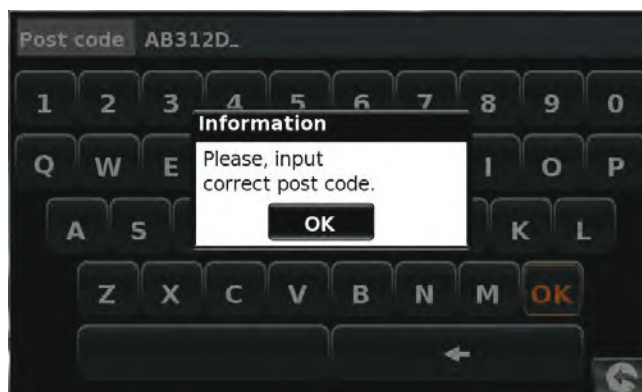 Post code AB312D_
1 2 3 4 5 6 7 8 9 0
Information
Q W E I O P
Please, input
correct post code.
A S K L
OK
Z X C V B N M OK